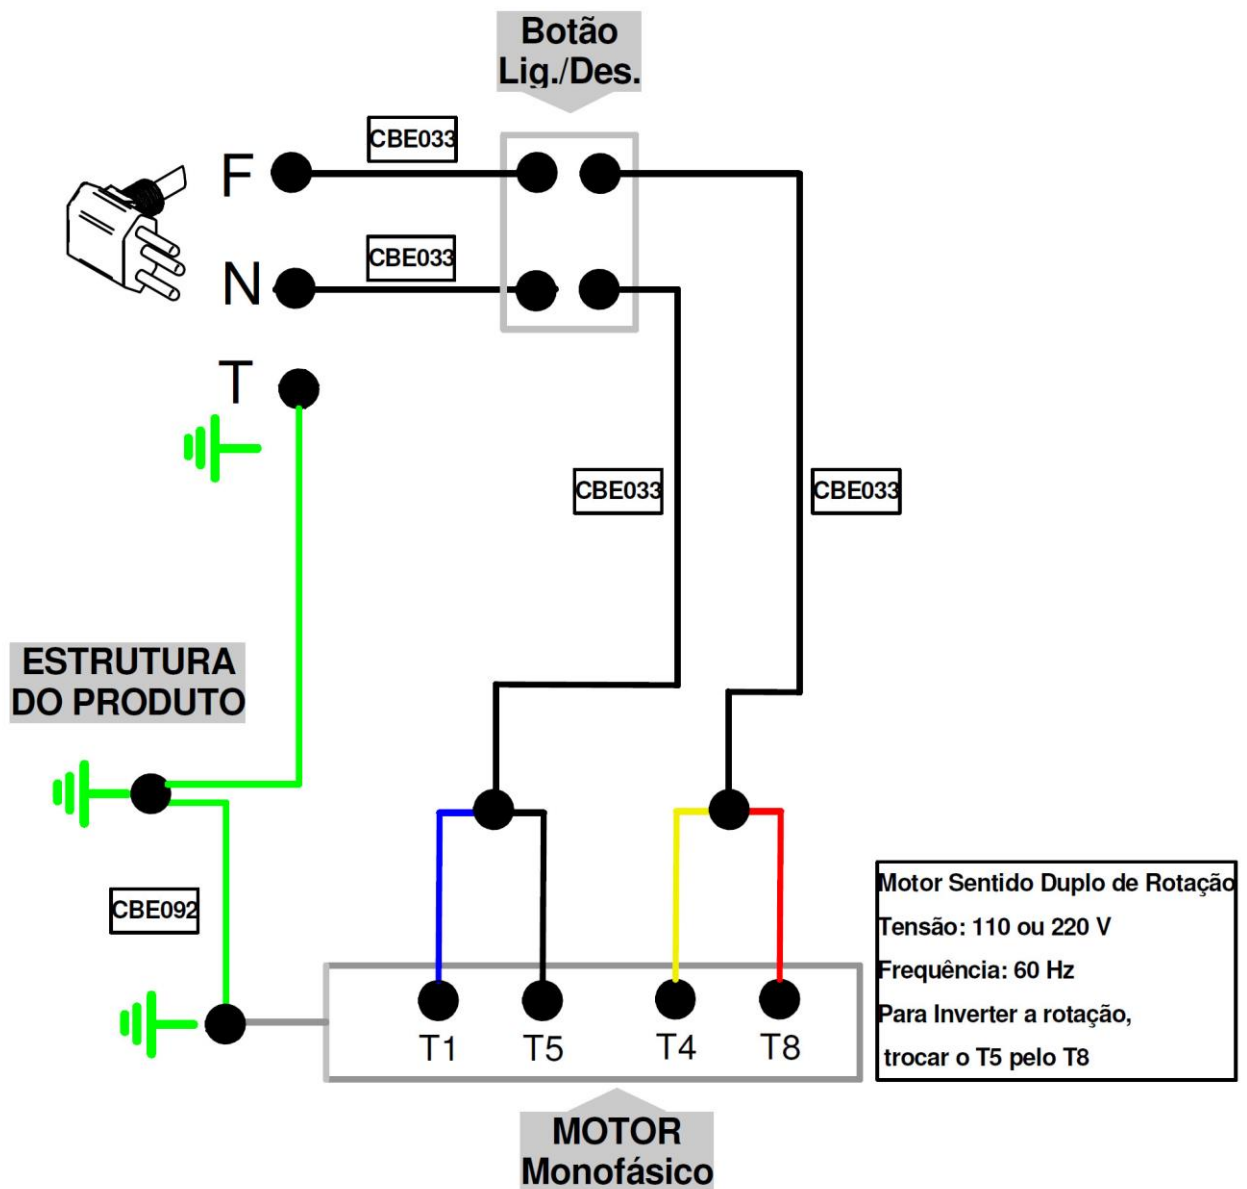 Botão
Lig./Des.
CBE033
F
CBE033
N
T
CBE033
CBE033
ESTRUTURA
DO PRODUTO
CBE092
T1
T5
T4
T8
Motor Sentido Duplo de Rotação
Tensão: 110 ou 220 V
Frequência: 60 Hz
Para Inverter a rotação,
trocar o T5 pelo T8
MOTOR
Monofásico